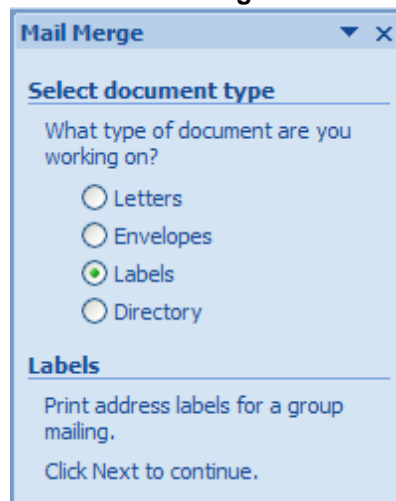 Mail Merge
Select document type
What type of document are you
working on?
Letters
Envelopes
Labels
Directory
Labels
Print address labels for a group
mailing.
Click Next to continue.